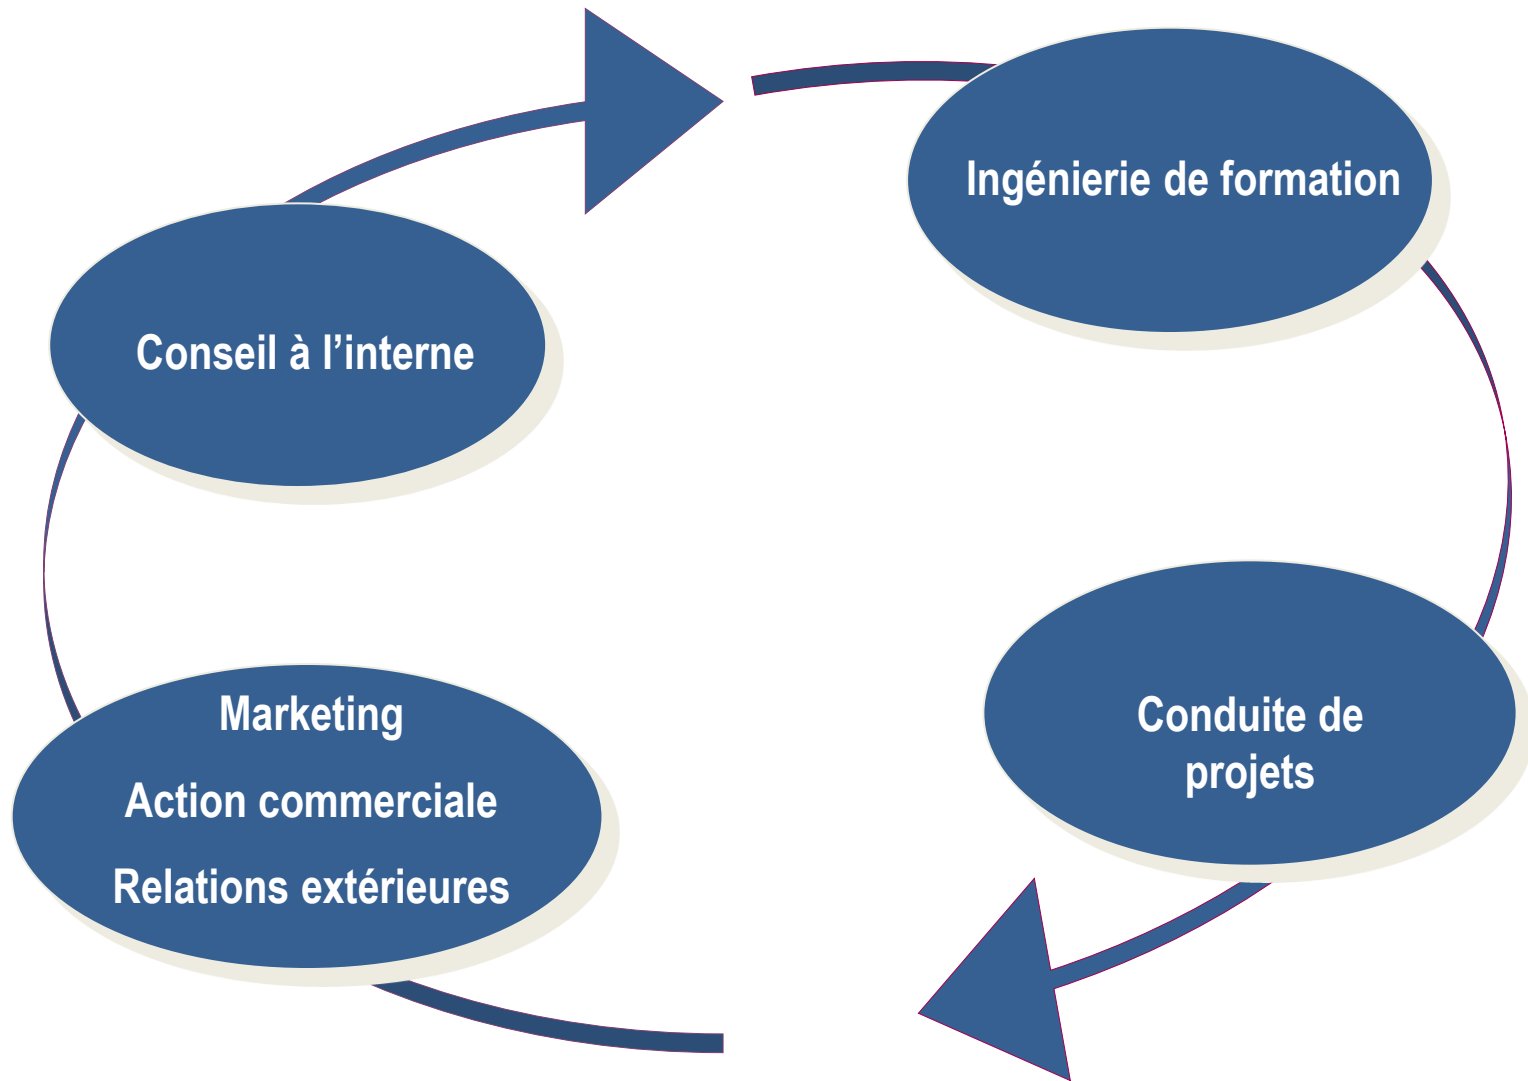 Ingénierie de formation
Conseil à l’interne
Marketing
Action commerciale
Relations extérieures
Conduite de
projets